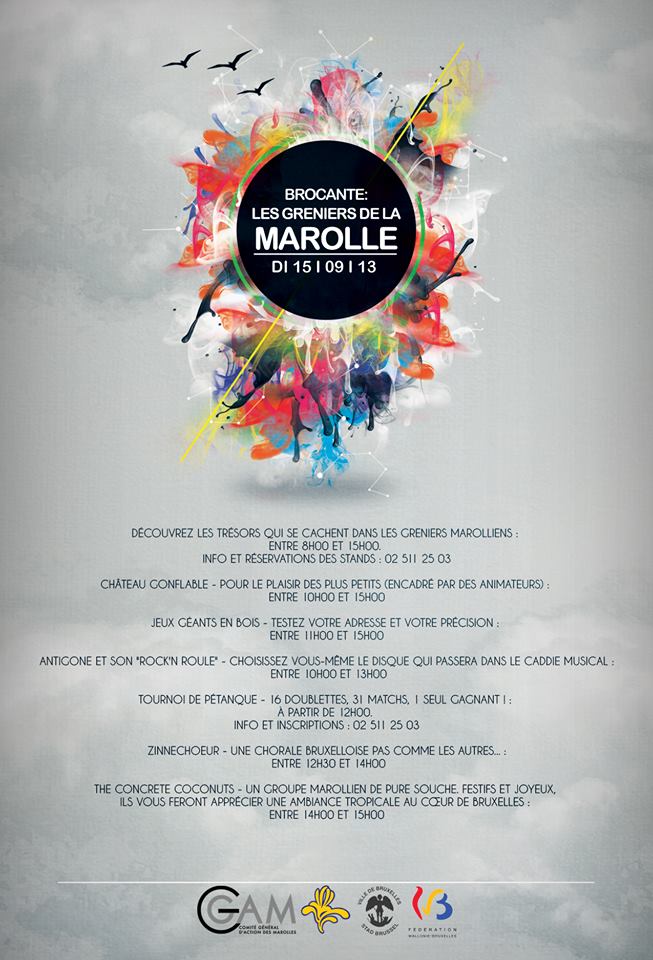 BROCANTE:
LES GRENIERS DE LA
MAROLLE
DI 15 | 09 | 13
DÉCOUVREZ LES TRÉSORS QUI SE CACHENT DANS LES GRENIERS MAROLLIENS :
ENTRE 8H00 ET 15H00.
INFO ET RÉSERVATIONS DES STANDS : 02 511 25 03
CHÂTEAU GONFLABLE - POUR LE PLAISIR DES PLUS PETITS (ENCADRÉ PAR DES ANIMATEURS) :
ENTRE 10H00 ET 15H00
JEUX GÉANTS EN BOIS - TESTEZ VOTRE ADRESSE ET VOTRE PRÉCISION :
ENTRE 11H00 ET 15H00
ANTIGONE ET SON "ROCK'N ROULE" - CHOISISSEZ VOUS-MÊME LE DISQUE QUI PASSERA DANS LE CADDIE MUSICAL :
ENTRE 10H00 ET 13H00
TOURNOI DE PÉTANQUE - 16 DOUBLETTES, 31 MATCHS, 1 SEUL GAGNANT ! :
À PARTIR DE 12H00.
INFO ET INSCRIPTIONS : 02 511 25 03
ZINNECHOEUR - UNE CHORALE BRUXELLOISE PAS COMME LES AUTRES... :
ENTRE 12H30 ET 14H00
THE CONCRETE COCONUTS - UN GROUPE MAROLLIEN DE PURE SOUCHE. FESTIFS ET JOYEUX,
ILS VOUS FERONT APPRÉCIER UNE AMBIANCE TROPICALE AU CŒUR DE BRUXELLES :
ENTRE 14H00 ET 15H00
CGAM
COMITÉ GÉNÉRAL
D'ACTION DES MAROLLES
VILLE DE BRUXELLES
STAD BRUSSEL
FÉDÉRATION
WALLONIE-BRUXELLES